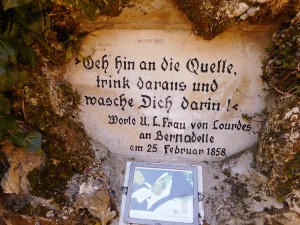 ›Geh hin an die Quelle,
trink daraus und
wasche Dich darin!‹
Worte U. L. Frau von Lourdes
an Bernadette
am 25 Februar 1858.